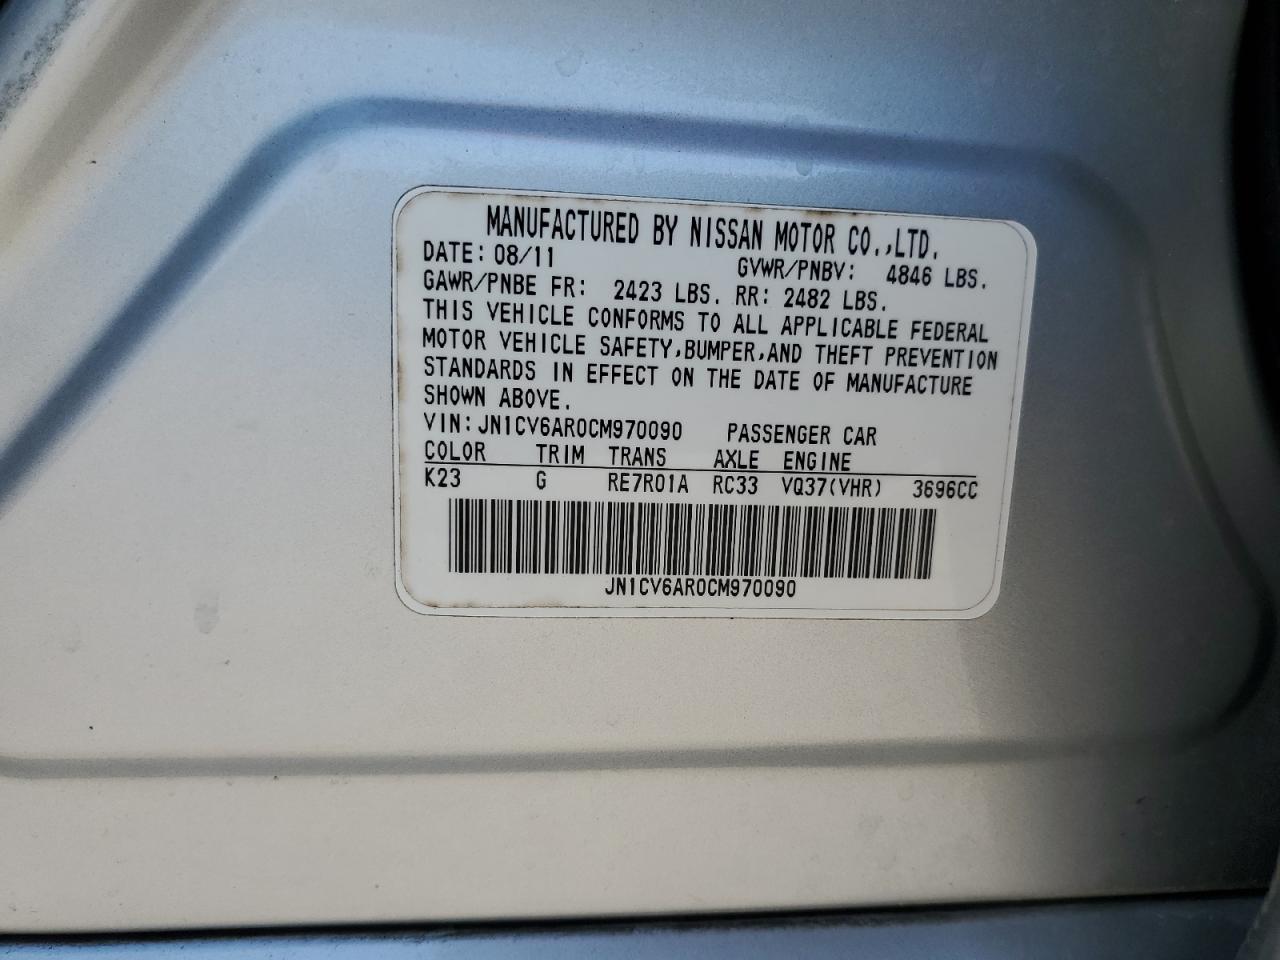 MANUFACTURED BY NISSAN MOTOR CO.,LTD.
DATE: 08/11 GVWR/PNBV: 4846 LBS.
GAWR/PNBE FR: 2423 LBS. RR: 2482 LBS.
THIS VEHICLE CONFORMS TO ALL APPLICABLE FEDERAL
MOTOR VEHICLE SAFETY,BUMPER,AND THEFT PREVENTION
STANDARDS IN EFFECT ON THE DATE OF MANUFACTURE
SHOWN ABOVE.
VIN:JN1CV6AR0CM970090 PASSENGER CAR
COLOR TRIM TRANS AXLE ENGINE
K23 G RE7R01A RC33 VQ37(VHR) 3696CC
JN1CV6AR0CM970090